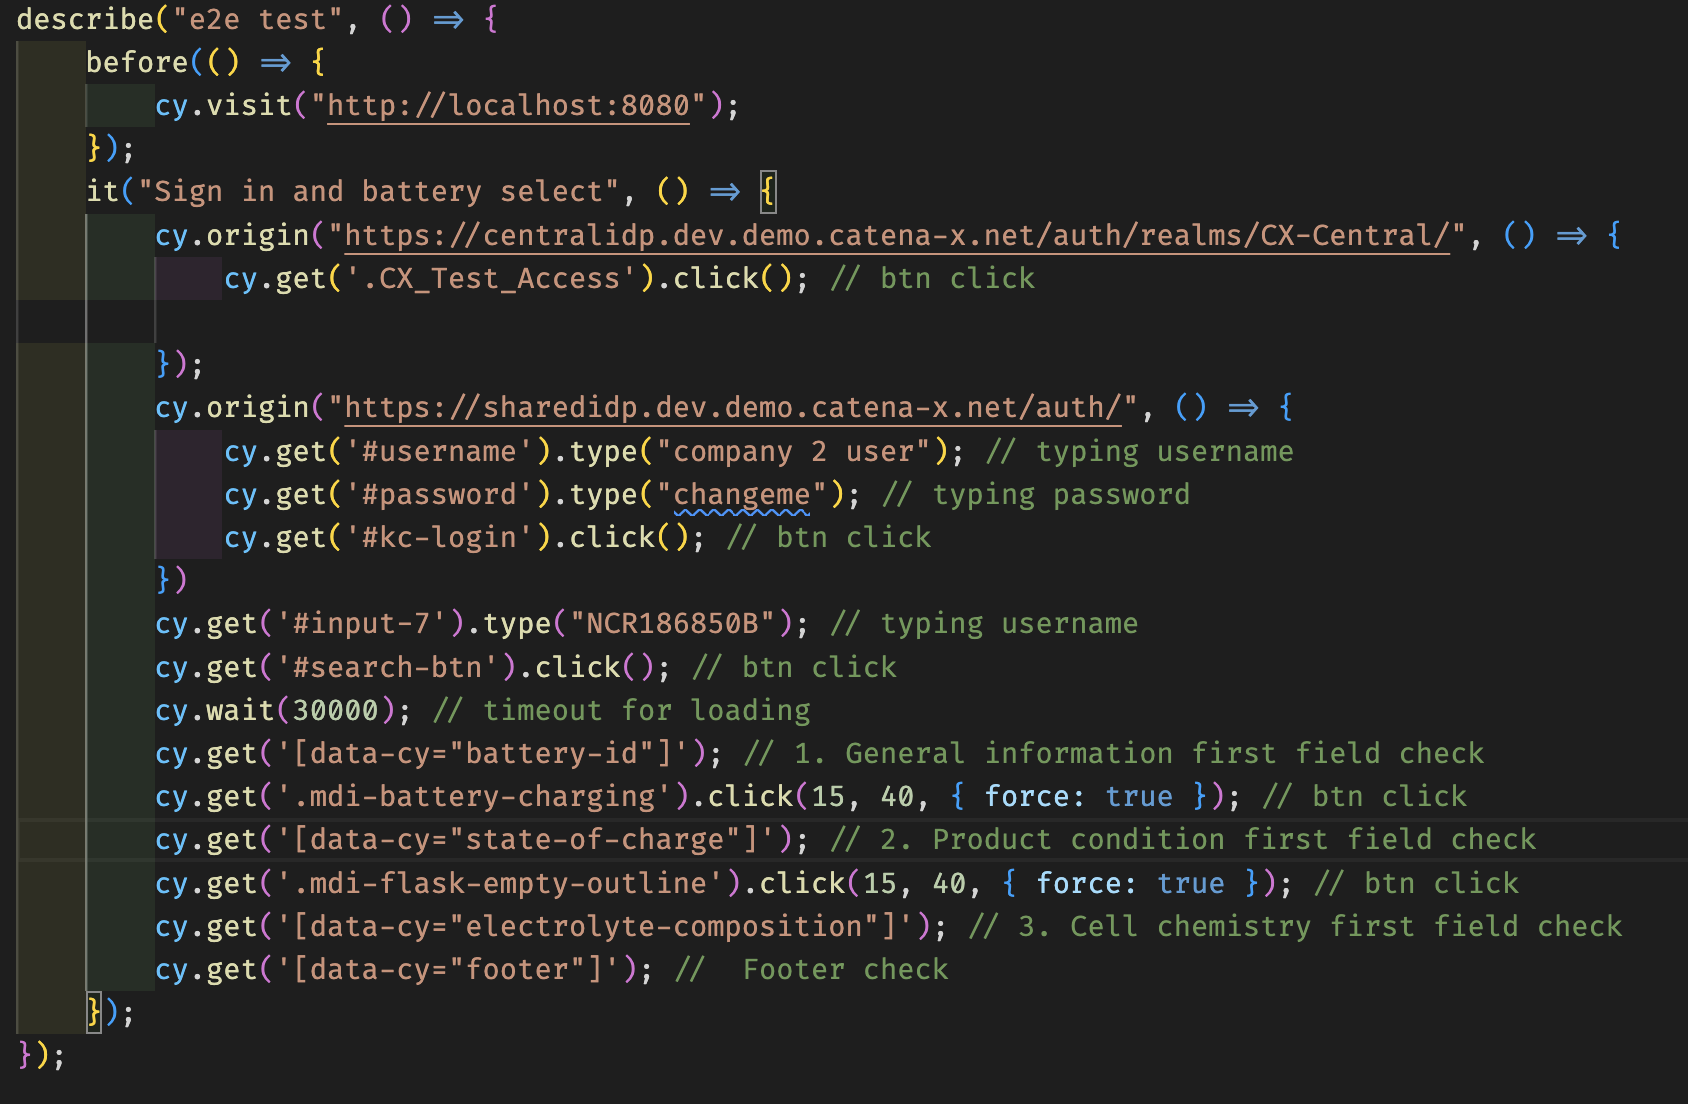 describe("e2e test", () => {
before(() => {
cy.visit("http://localhost:8080");
});
it("Sign in and battery select", () => {
cy.origin("https://centralidp.dev.demo.catena-x.net/auth/realms/CX-Central/", () => {
cy.get('.CX_Test_Access').click(); // btn click
});
cy.origin("https://sharedidp.dev.demo.catena-x.net/auth/", () => {
cy.get('#username').type("company 2 user"); // typing username
cy.get('#password').type("changeme"); // typing password
cy.get('#kc-login').click(); // btn click
})
cy.get('#input-7').type("NCR186850B"); // typing username
cy.get('#search-btn').click(); // btn click
cy.wait(30000); // timeout for loading
cy.get('[data-cy="battery-id"]'); // 1. General information first field check
cy.get('.mdi-battery-charging').click(15, 40, { force: true }); // btn click
cy.get('[data-cy="state-of-charge"]'); // 2. Product condition first field check
cy.get('.mdi-flask-empty-outline').click(15, 40, { force: true }); // btn click
cy.get('[data-cy="electrolyte-composition"]'); // 3. Cell chemistry first field check
cy.get('[data-cy="footer"]'); //  Footer check
});
});